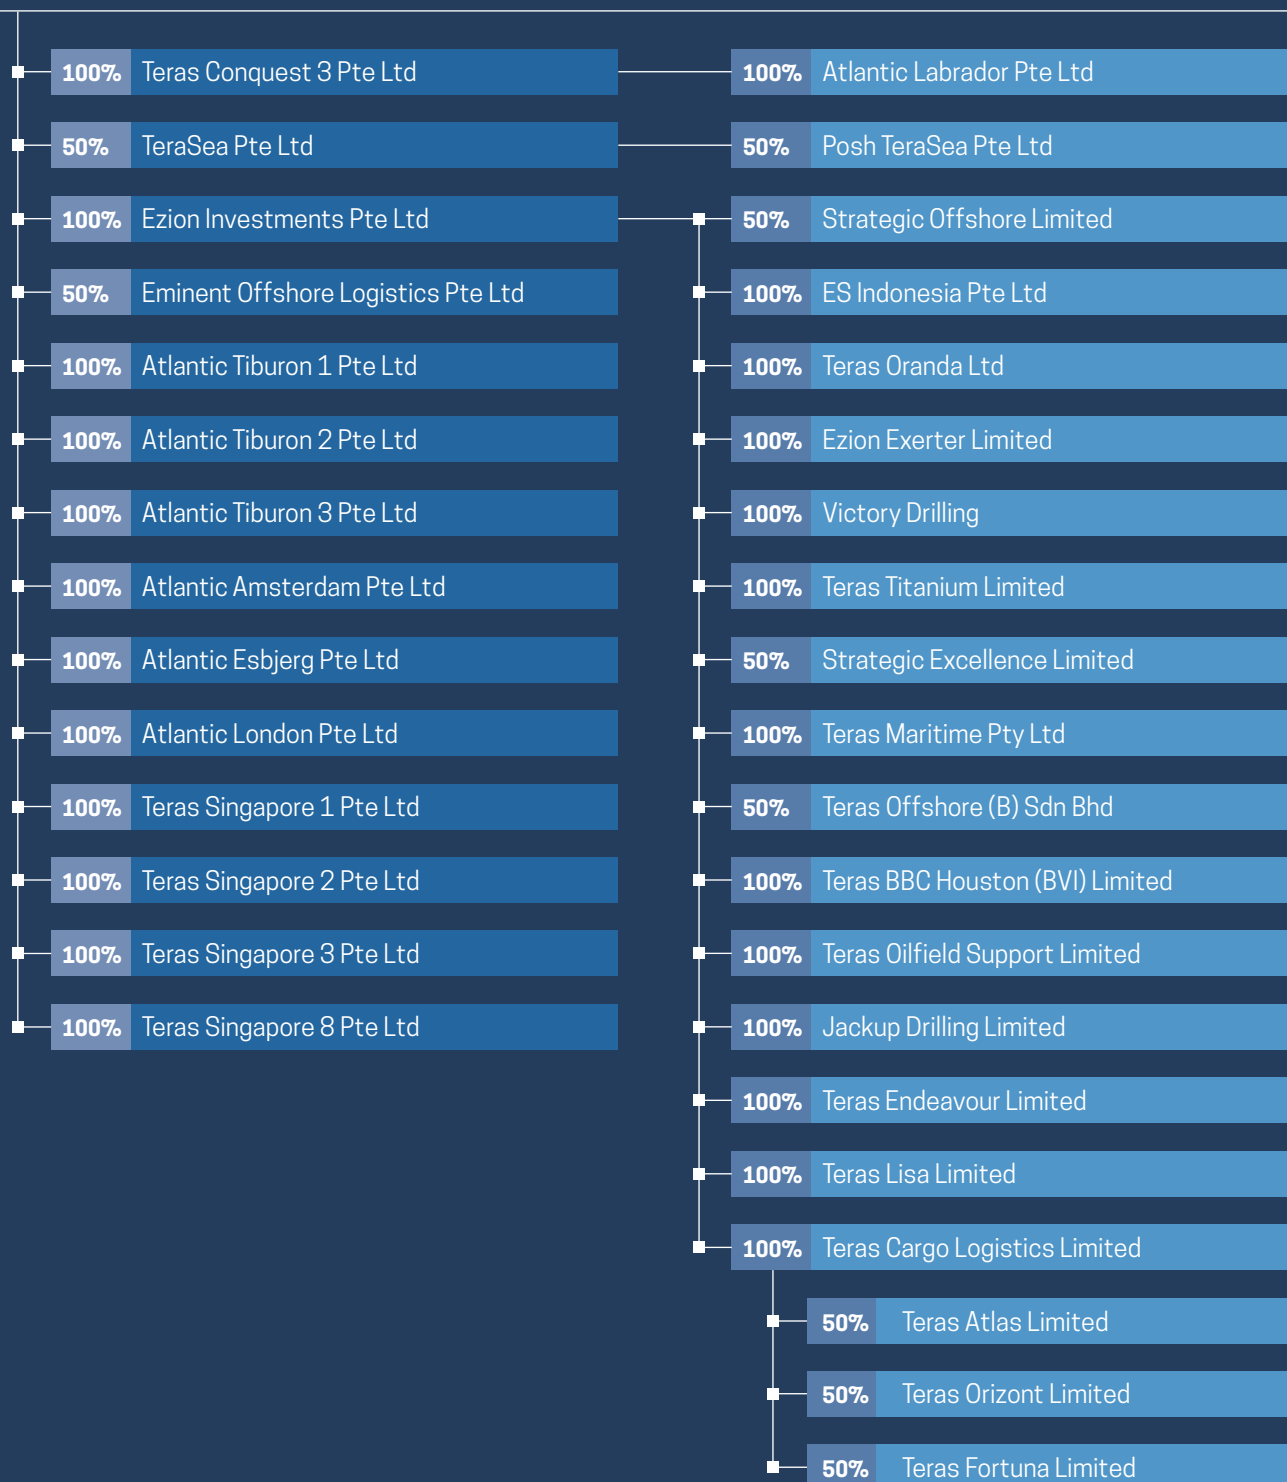 100% Teras Conquest 3 Pte Ltd
50% TeraSea Pte Ltd
100% Ezion Investments Pte Ltd
50% Eminent Offshore Logistics Pte Ltd
100% Atlantic Tiburon 1 Pte Ltd
100% Atlantic Tiburon 2 Pte Ltd
100% Atlantic Tiburon 3 Pte Ltd
100% Atlantic Amsterdam Pte Ltd
100% Atlantic Esbjerg Pte Ltd
100% Atlantic London Pte Ltd
100% Teras Singapore 1 Pte Ltd
100% Teras Singapore 2 Pte Ltd
100% Teras Singapore 3 Pte Ltd
100% Teras Singapore 8 Pte Ltd
100% Atlantic Labrador Pte Ltd
50% Posh TeraSea Pte Ltd
50% Strategic Offshore Limited
100% ES Indonesia Pte Ltd
100% Teras Oranda Ltd
100% Ezion Exerter Limited
100% Victory Drilling
100% Teras Titanium Limited
50% Strategic Excellence Limited
100% Teras Maritime Pty Ltd
50% Teras Offshore (B) Sdn Bhd
100% Teras BBC Houston (BVI) Limited
100% Teras Oilfield Support Limited
100% Jackup Drilling Limited
100% Teras Endeavour Limited
100% Teras Lisa Limited
100% Teras Cargo Logistics Limited
50% Teras Atlas Limited
50% Teras Orizont Limited
50% Teras Fortuna Limited